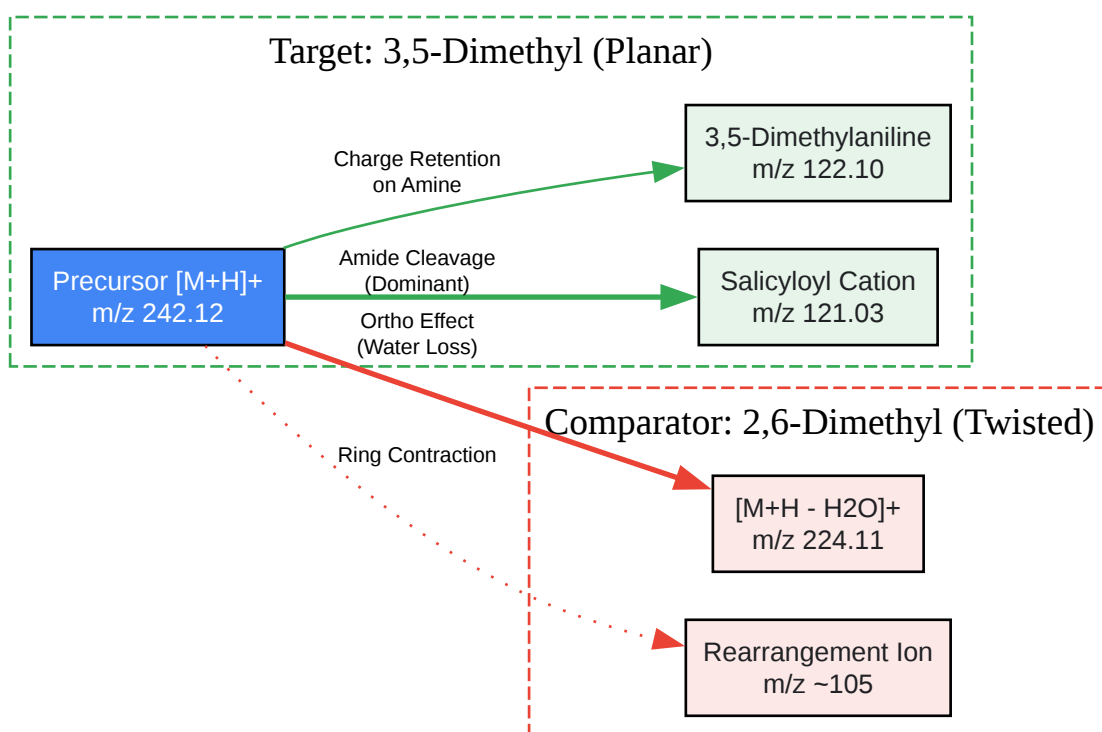 Target: 3,5-Dimethyl (Planar)
3,5-Dimethylaniline
m/z 122.10
Charge Retention
on Amine
Precursor [M+H]+
m/z 242.12
Amide Cleavage
(Dominant)
Salicyloyl Cation
m/z 121.03
Ortho Effect
(Water Loss)
Comparator: 2,6-Dimethyl (Twisted)
Ring Contraction
[M+H - H2O]+
m/z 224.11
Rearrangement Ion
m/z ~105